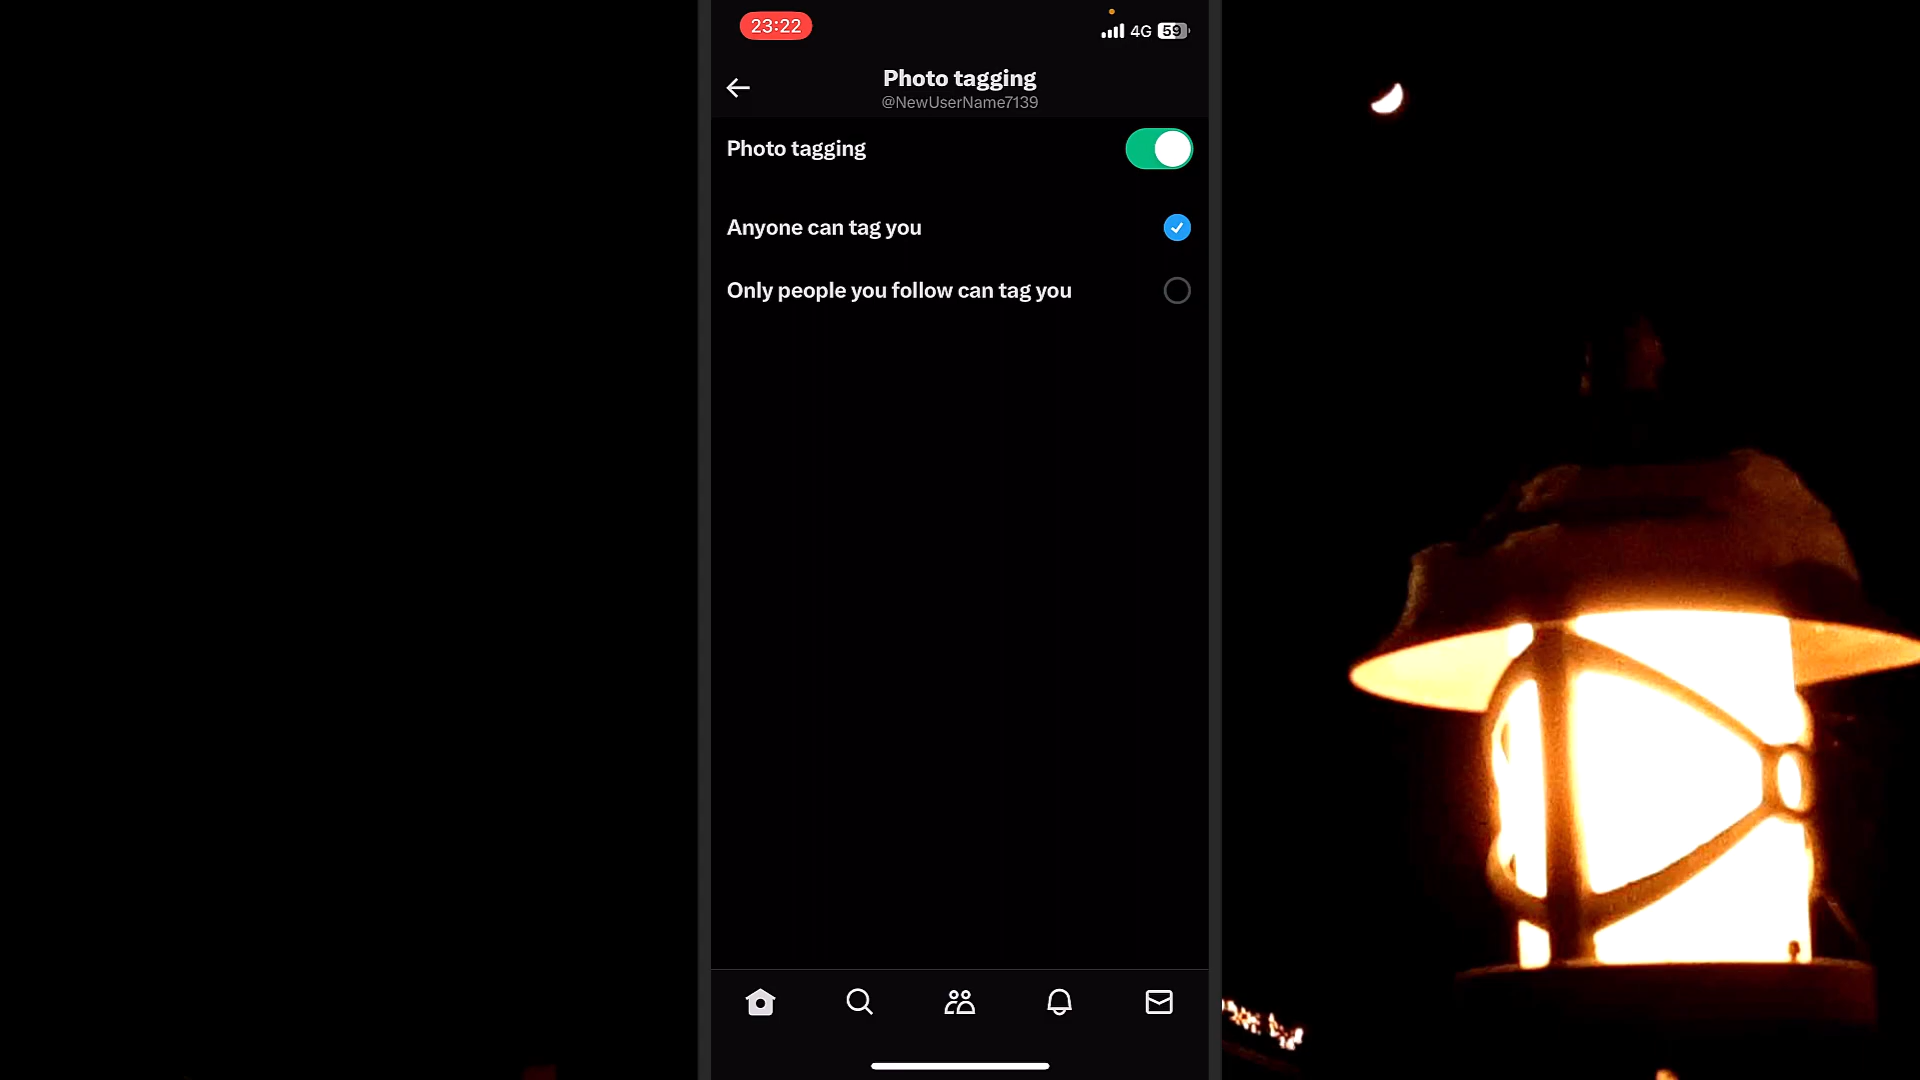 23:22
4G 59
Photo tagging
@NewUserName7139
Photo tagging
Anyone can tag you
Only people you follow can tag you